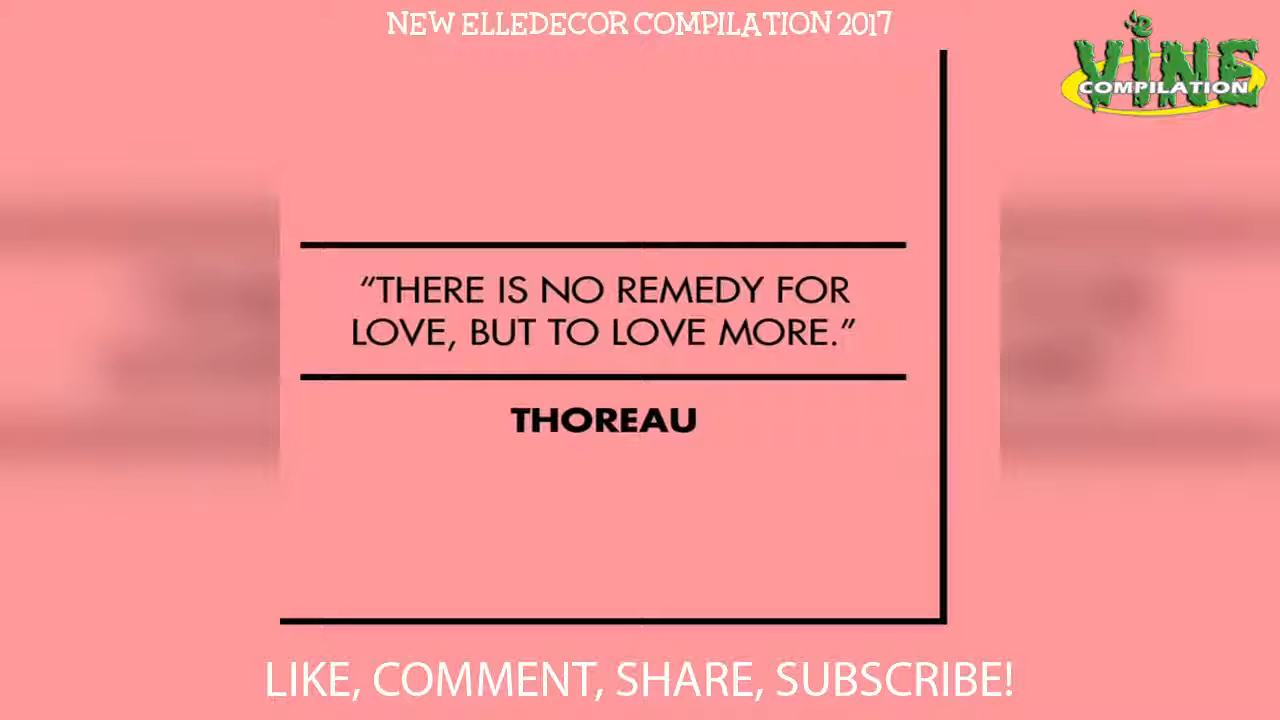 NEW ELLEDECOR COMPILATION 2017
VINE
COMPILATION
“THERE IS NO REMEDY FOR
LOVE, BUT TO LOVE MORE.”
THOREAU
LIKE, COMMENT, SHARE, SUBSCRIBE!